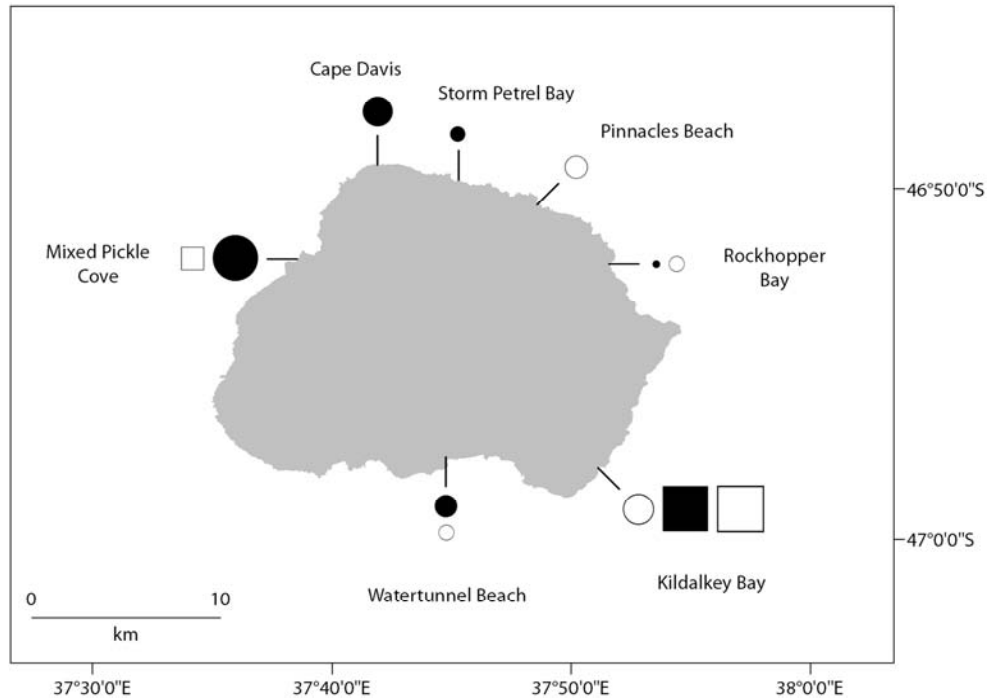 Cape Davis
Storm Petrel Bay
Pinnacles Beach
46°50'0"S
Mixed Pickle
Cove
Rockhopper
Bay
47°0'0"S
Kildalkey Bay
Watertunnel Beach
0 10
km
37°30'0"E 37°40'0"E 37°50'0"E 38°0'0"E